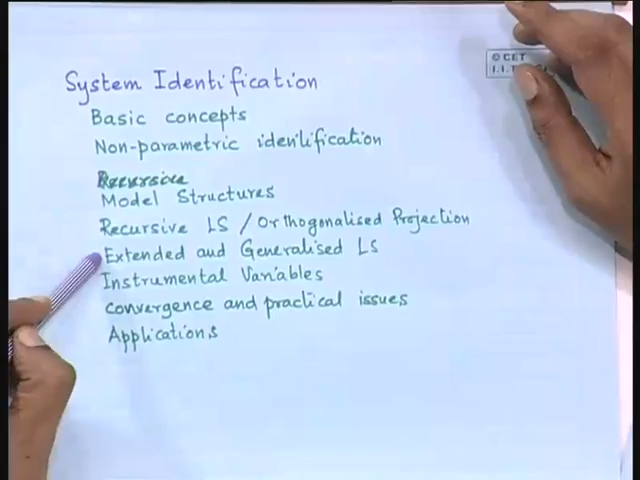 © CET
System Identification
Basic concepts
Non-parametric identification
Recursive
Model Structures
Recursive LS / Orthogonalised Projection
Extended and Generalised LS
Instrumental Variables
convergence and practical issues
Applications